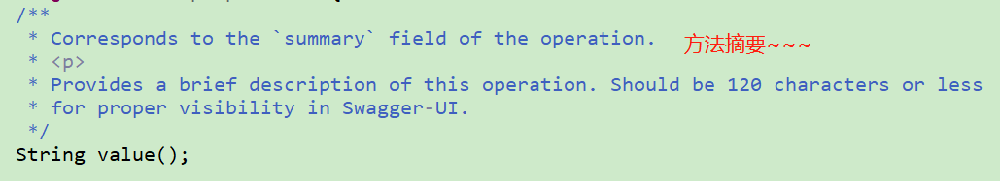 /**
* Corresponds to the `summary` field of the operation. 方法摘要~~~
* <p>
* Provides a brief description of this operation. Should be 120 characters or less
* for proper visibility in Swagger-UI.
*/
String value();